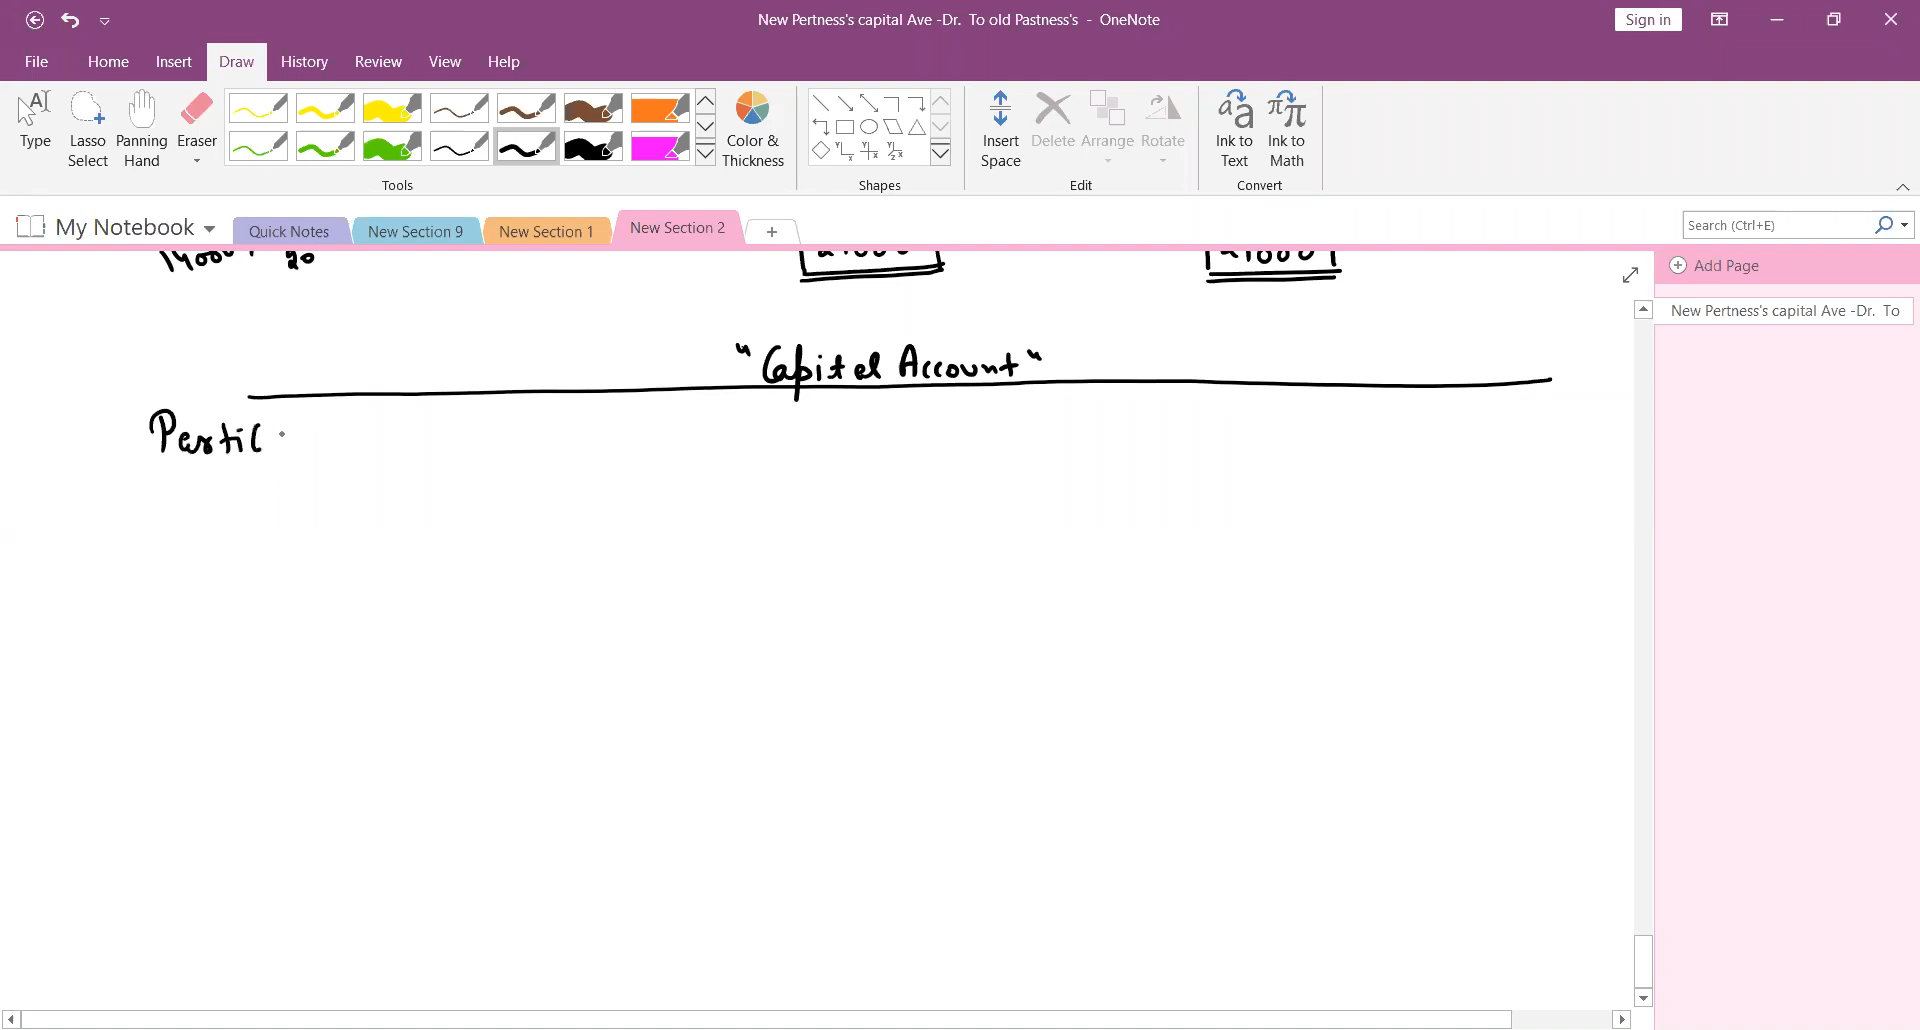 New Pertness's capital Ave -Dr. To old Pastness's - OneNote
Sign in
File Home Insert Draw History Review View Help
Type
Lasso Select
Panning Hand
Eraser
Color & Thickness
Insert Space
Delete
Arrange
Rotate
Ink to Text
Ink to Math
Tools
Shapes
Edit
Convert
My Notebook
Quick Notes
New Section 9
New Section 1
New Section 2
Search (Ctrl+E)
Add Page
New Pertness's capital Ave -Dr. To
"Capital Account"
Partic